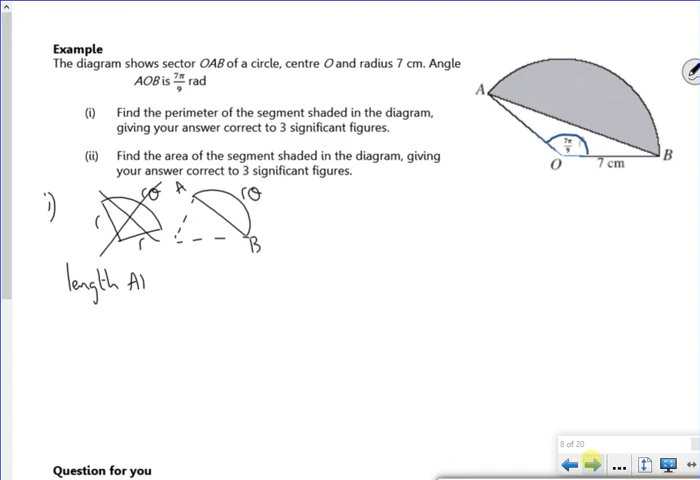 Example
The diagram shows sector OAB of a circle, centre O and radius 7 cm. Angle
AOB is 7π/9 rad
(i) Find the perimeter of the segment shaded in the diagram,
giving your answer correct to 3 significant figures.
(ii) Find the area of the segment shaded in the diagram, giving
your answer correct to 3 significant figures.
A
B
O
7π/9
7 cm
i)
rθ
r
r
A
rθ
B
length Al
8 of 20
Question for you